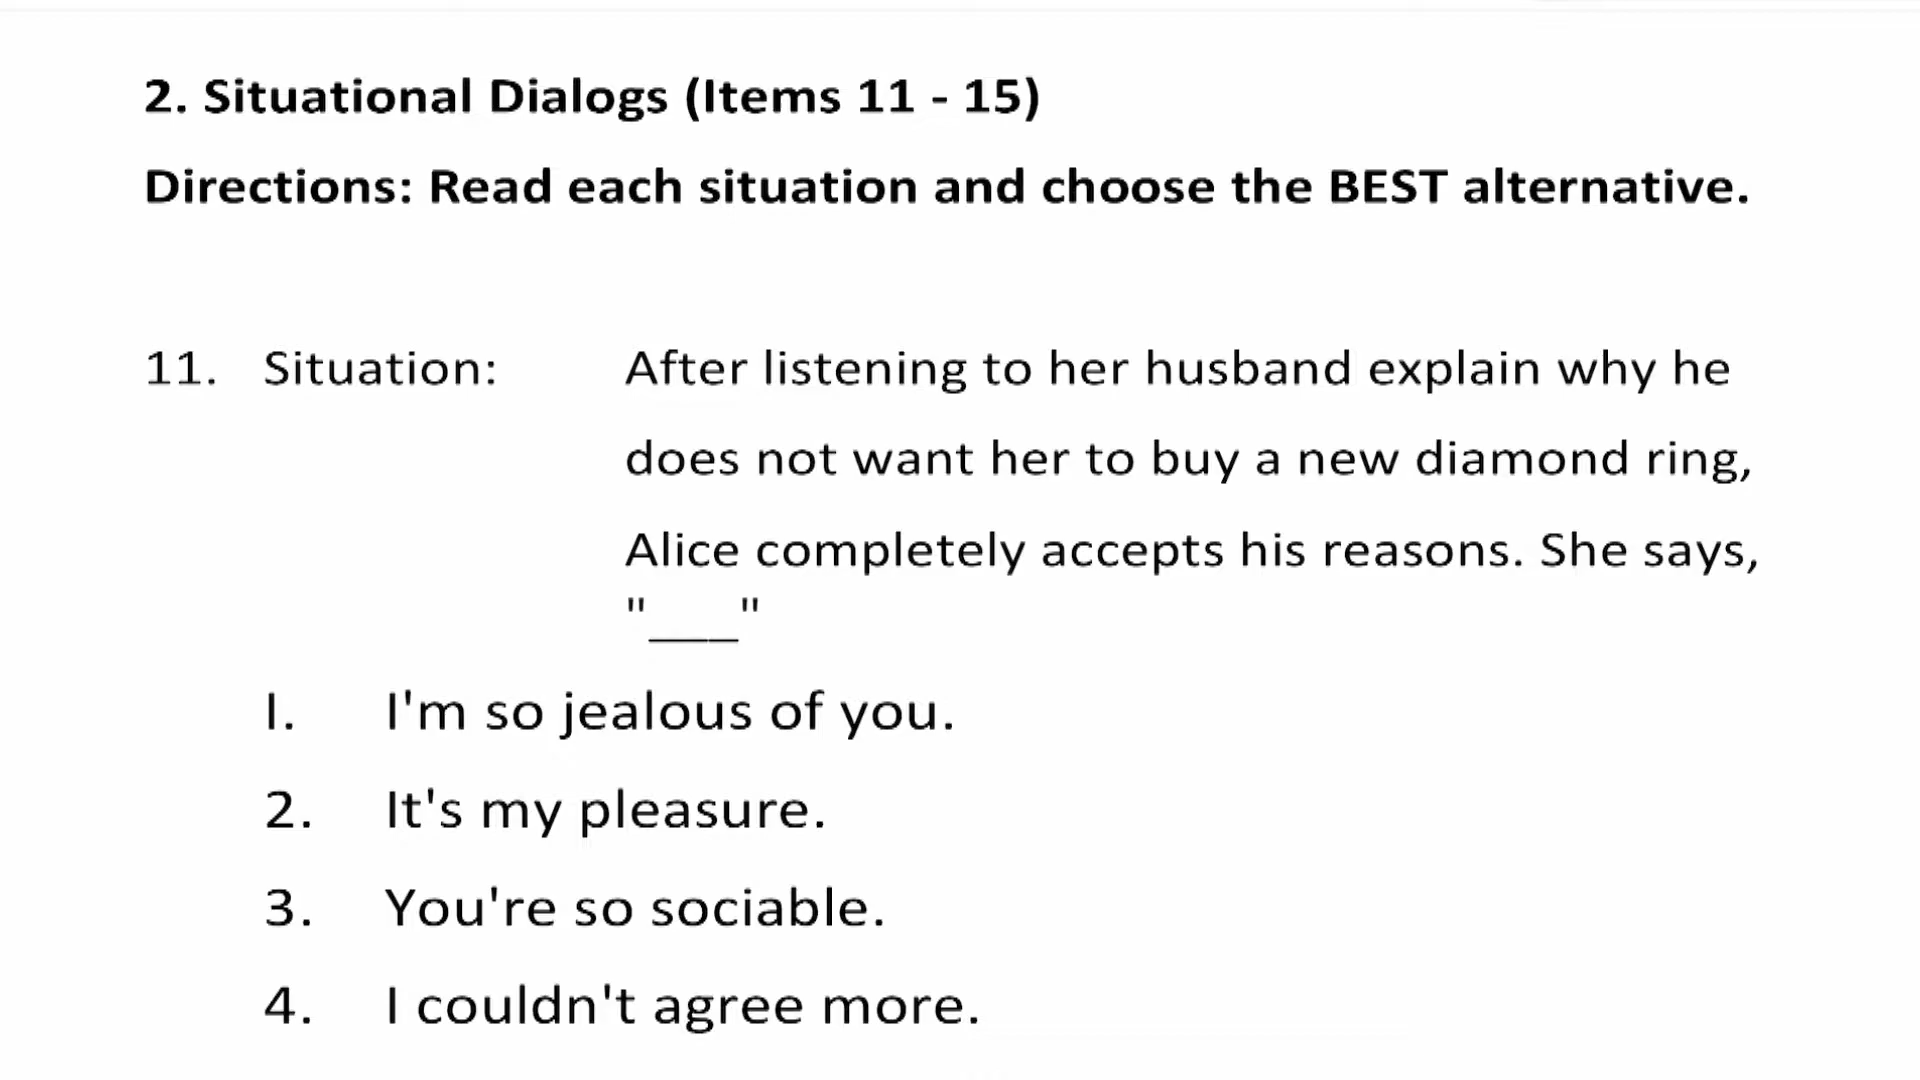 2. Situational Dialogs (Items 11 - 15)
Directions: Read each situation and choose the BEST alternative.
11. Situation: After listening to her husband explain why he
does not want her to buy a new diamond ring,
Alice completely accepts his reasons. She says,
"___"
I. I'm so jealous of you.
2. It's my pleasure.
3. You're so sociable.
4. I couldn't agree more.